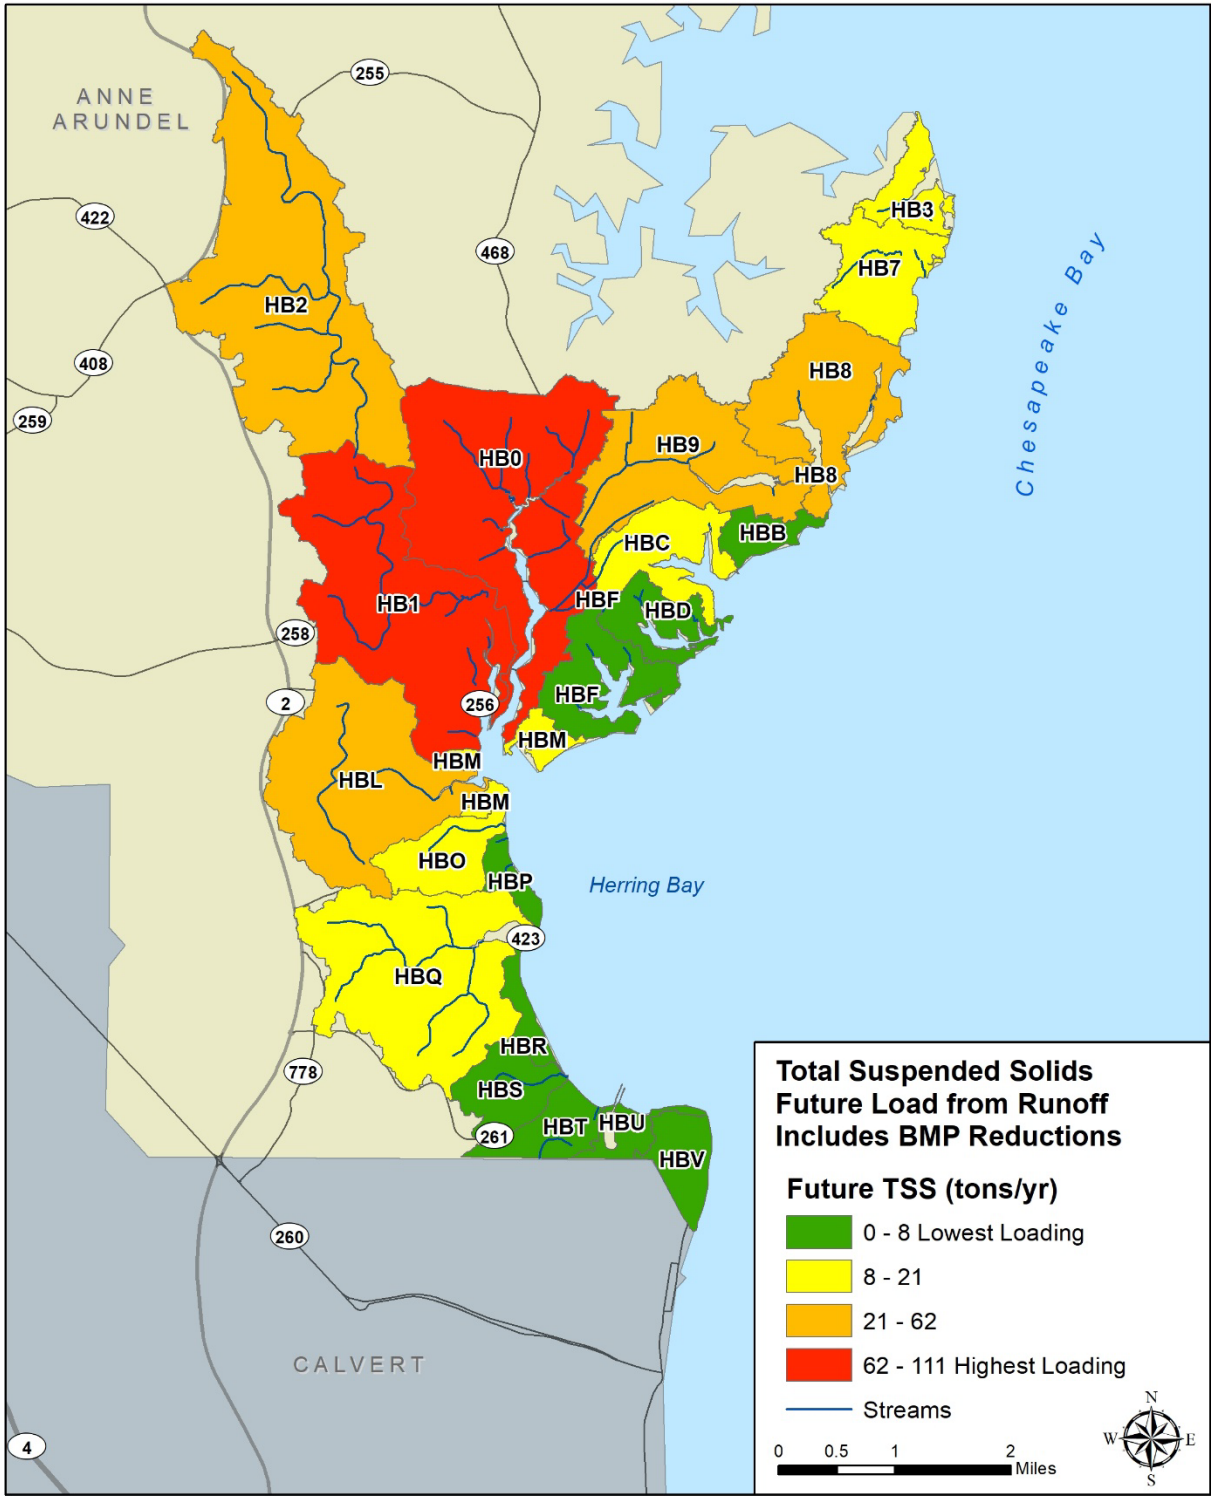 ANNE
ARUNDEL
255
422
468
HB3
HB7
HB2
Chesapeake Bay
408
259
HB8
HB9
HB0
HB8
HBB
HBC
HB1
HBF
HBD
258
2
256
HBF
HBM
HBM
HBL
HBM
HBO
HBP
Herring Bay
423
HBQ
HBR
778
HBS
HBT
HBU
261
HBV
260
CALVERT
4
Total Suspended Solids
Future Load from Runoff
Includes BMP Reductions
Future TSS (tons/yr)
0 - 8 Lowest Loading
8 - 21
21 - 62
62 - 111 Highest Loading
Streams
N
W E
S
0 0.5 1 2
Miles